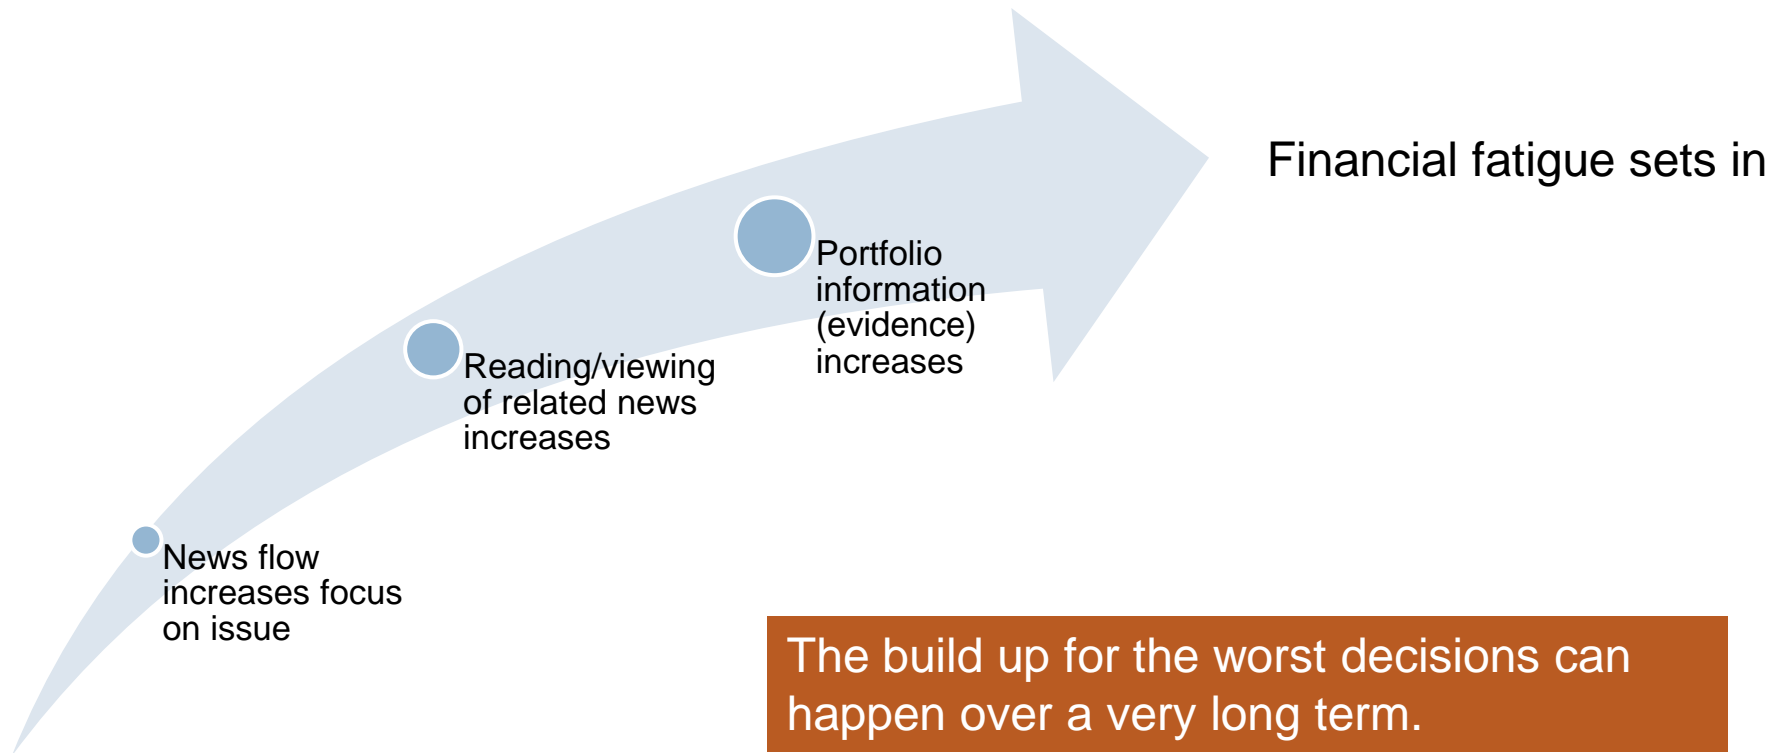 Financial fatigue sets in
Portfolio
information
(evidence)
increases
Reading/viewing
of related news
increases
News flow
increases focus
on issue
The build up for the worst decisions can
happen over a very long term.